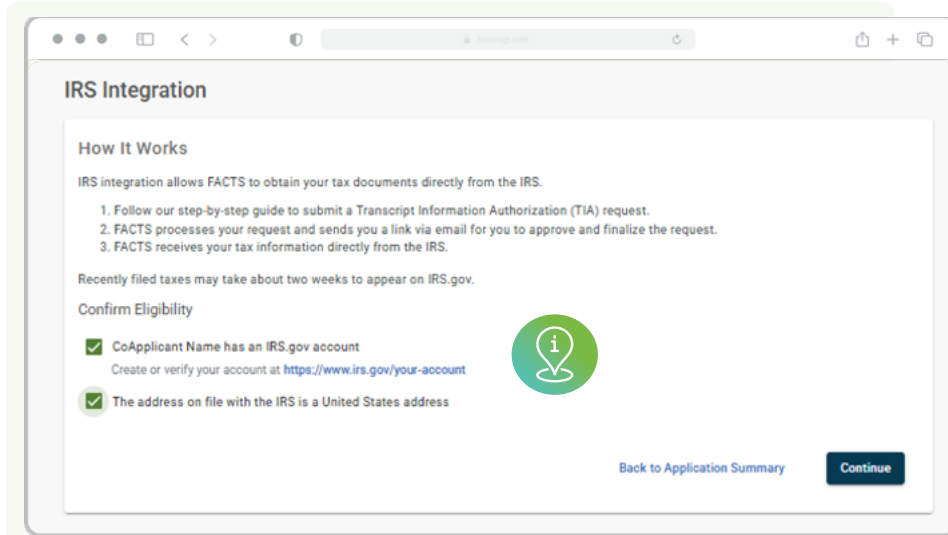 IRS Integration
How It Works
IRS integration allows FACTS to obtain your tax documents directly from the IRS.
1. Follow our step-by-step guide to submit a Transcript Information Authorization (TIA) request.
2. FACTS processes your request and sends you a link via email for you to approve and finalize the request.
3. FACTS receives your tax information directly from the IRS.
Recently filed taxes may take about two weeks to appear on IRS.gov.
Confirm Eligibility
CoApplicant Name has an IRS.gov account
Create or verify your account at https://www.irs.gov/your-account
i
The address on file with the IRS is a United States address
Back to Application Summary
Continue